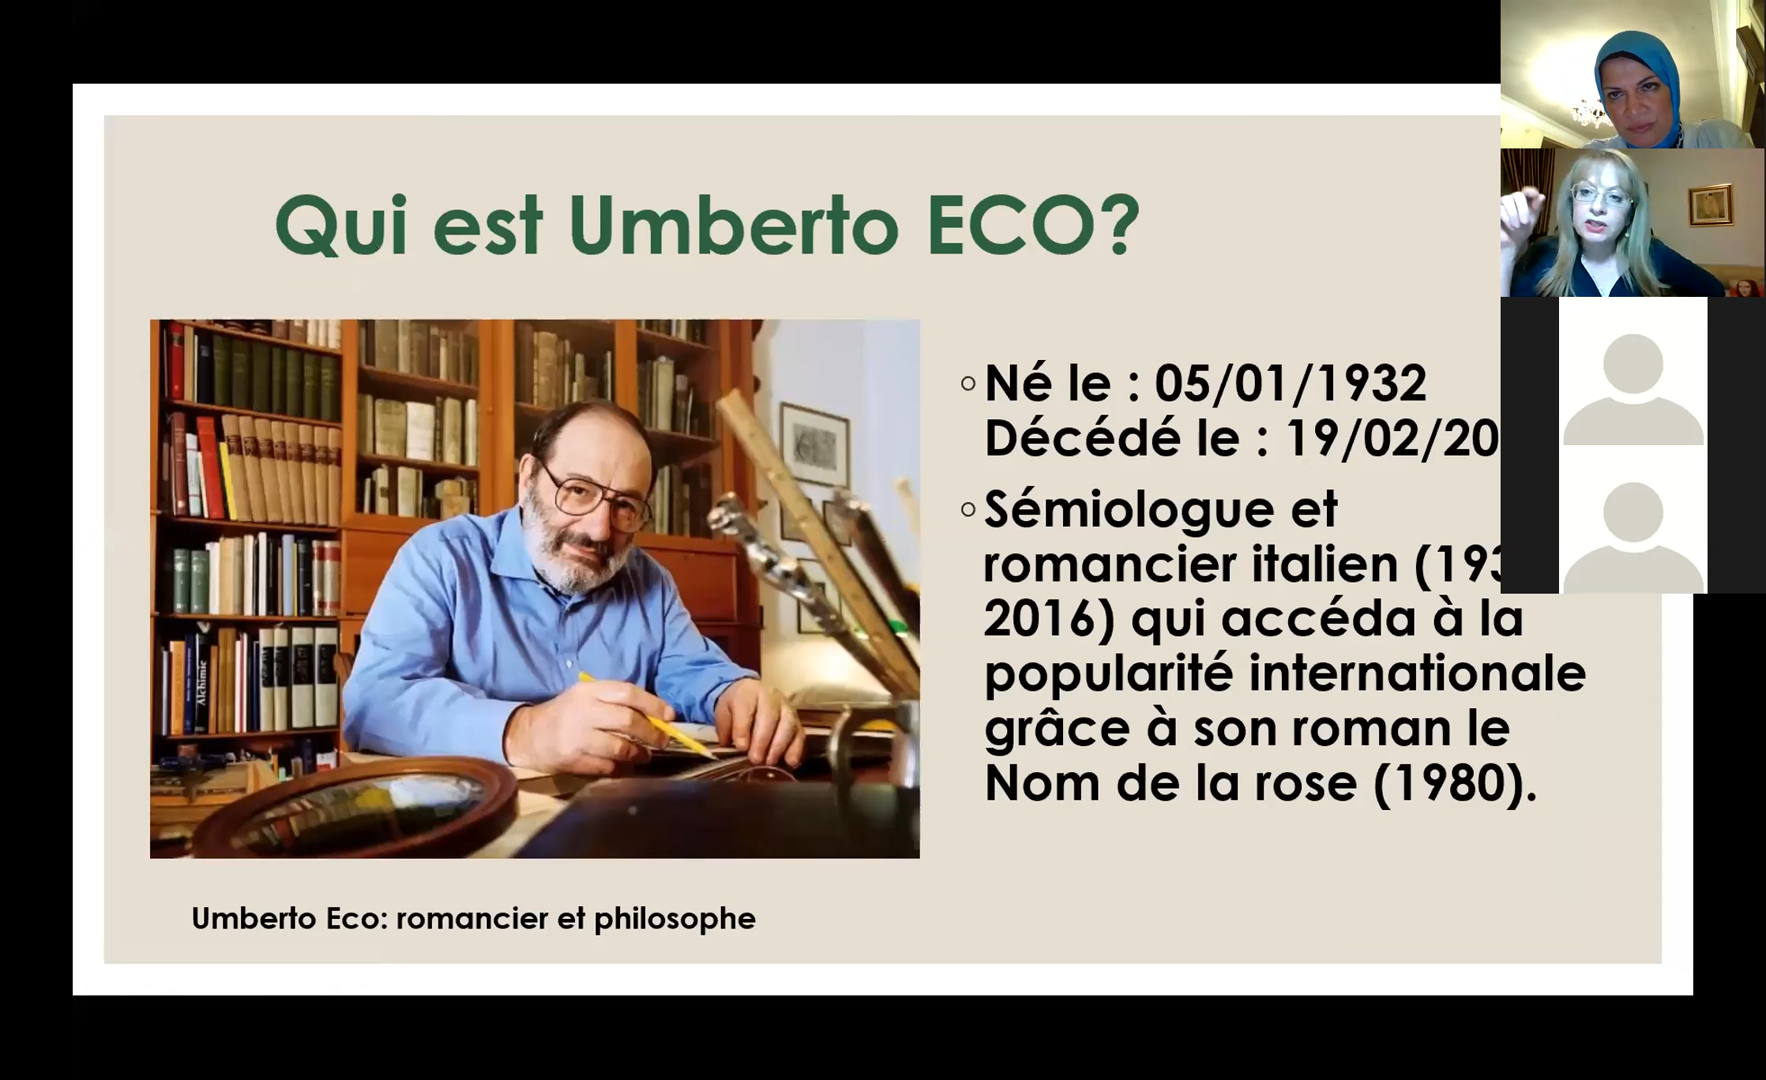 Qui est Umberto ECO?
Né le : 05/01/1932
Décédé le : 19/02/20
Sémiologue et
romancier italien (193
2016) qui accéda à la
popularité internationale
grâce à son roman le
Nom de la rose (1980).
Alchimie
Umberto Eco: romancier et philosophe